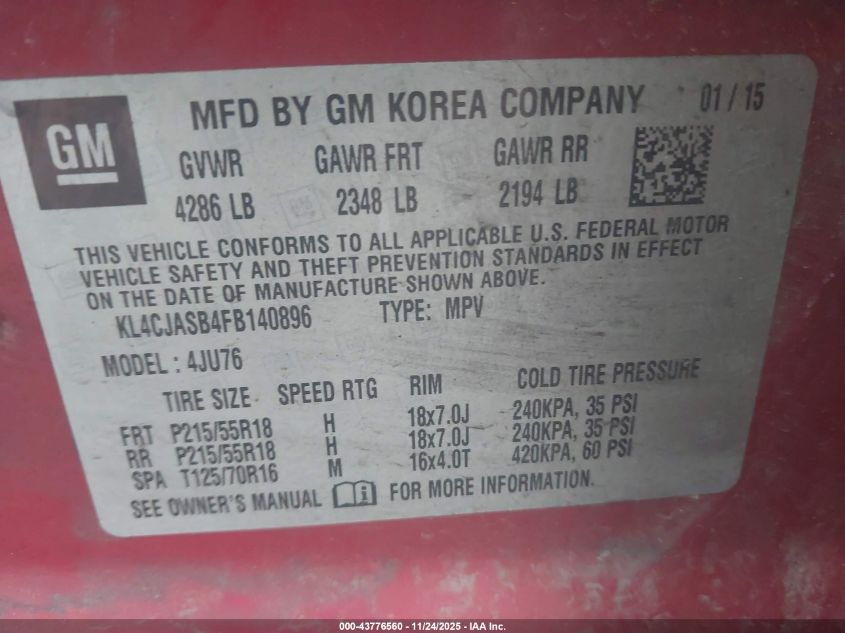 GM
MFD BY GM KOREA COMPANY 01 / 15
GVWR GAWR FRT GAWR RR
4286 LB 2348 LB 2194 LB
THIS VEHICLE CONFORMS TO ALL APPLICABLE U.S. FEDERAL MOTOR
VEHICLE SAFETY AND THEFT PREVENTION STANDARDS IN EFFECT
ON THE DATE OF MANUFACTURE SHOWN ABOVE.
KL4CJASB4FB140896 TYPE: MPV
MODEL : 4JU76
TIRE SIZE SPEED RTG RIM COLD TIRE PRESSURE
FRT P215/55R18 H 18x7.0J 240KPA, 35 PSI
RR P215/55R18 H 18x7.0J 240KPA, 35 PSI
SPA T125/70R16 M 16x4.0T 420KPA, 60 PSI
SEE OWNER'S MANUAL FOR MORE INFORMATION.
000-43776560 - 11/24/2025 - IAA Inc.